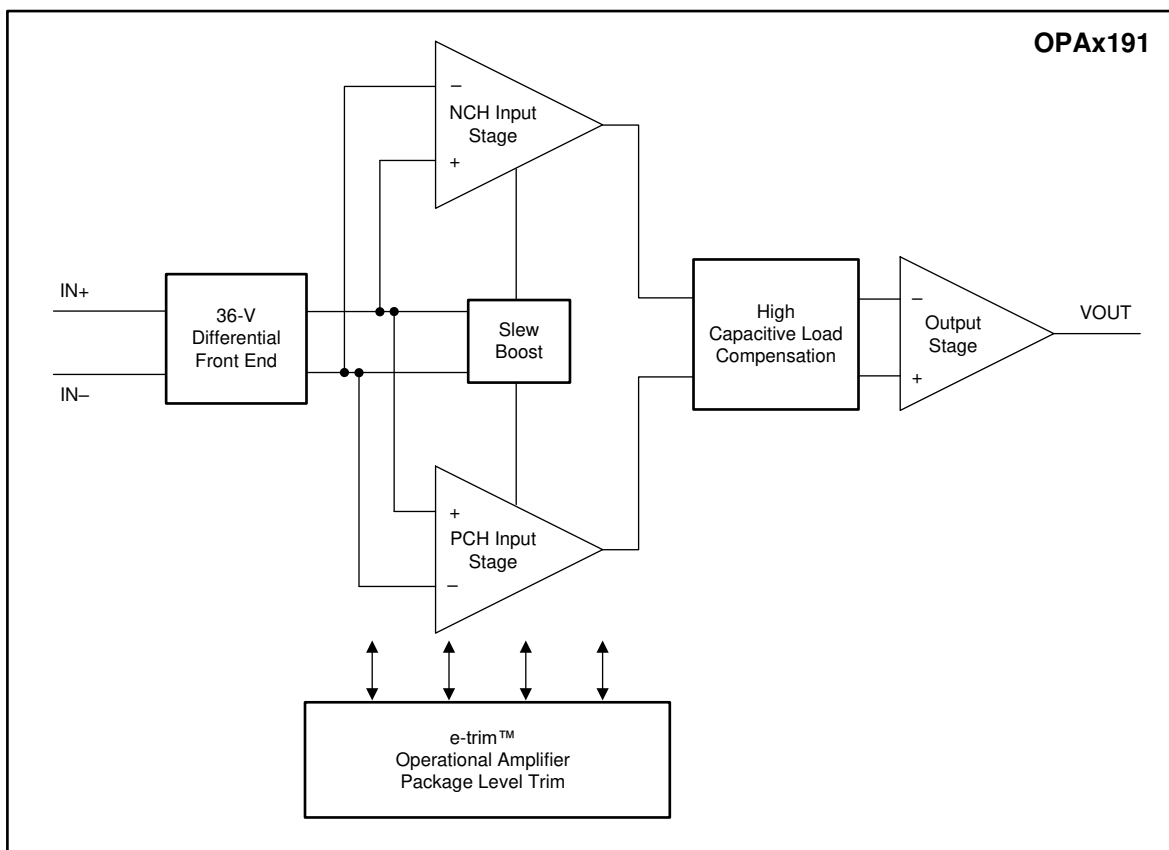 OPAx191
−
NCH Input
Stage
+
IN+
IN–
36-V
Differential
Front End
Slew
Boost
High
Capacitive Load
Compensation
−
Output
Stage
+
VOUT
+
PCH Input
Stage
−
e-trim™
Operational Amplifier
Package Level Trim